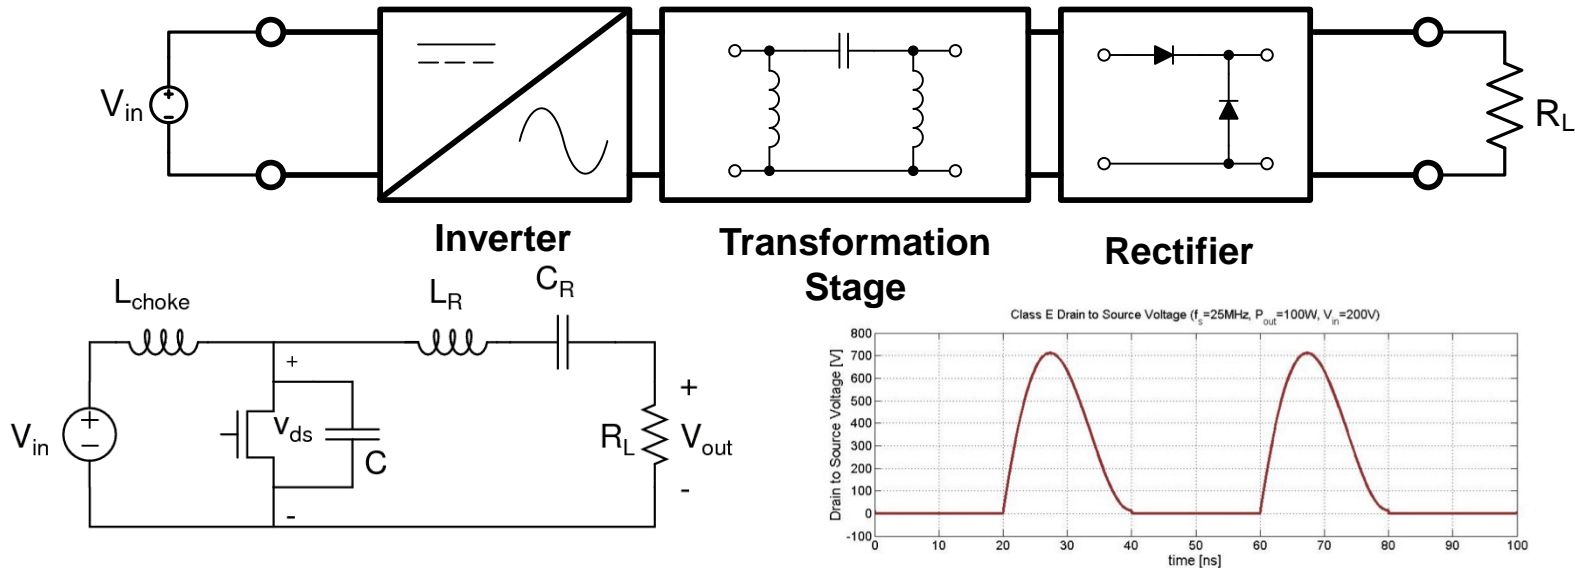 V_in
R_L
Inverter
Transformation
Stage
Rectifier
L_choke
L_R
C_R
+
V_in
+
−
v_ds
C
-
R_L
+
V_out
-
Class E Drain to Source Voltage (f_s=25MHz, P_out=100W, V_in=200V)
Drain to Source Voltage [V]
800
700
600
500
400
300
200
100
0
-100
0 10 20 30 40 50 60 70 80 90 100
time [ns]